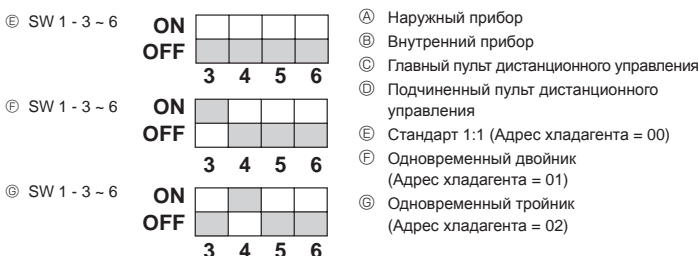 Ⓔ SW 1 - 3 ~ 6
ON
OFF
3 4 5 6
Ⓕ SW 1 - 3 ~ 6
ON
OFF
3 4 5 6
Ⓖ SW 1 - 3 ~ 6
ON
OFF
3 4 5 6
Ⓐ Наружный прибор
Ⓑ Внутренний прибор
Ⓒ Главный пульт дистанционного управления
Ⓓ Подчиненный пульт дистанционного
управления
Ⓔ Стандарт 1:1 (Адрес хладагента = 00)
Ⓕ Одновременный двойник
(Адрес хладагента = 01)
Ⓖ Одновременный тройник
(Адрес хладагента = 02)